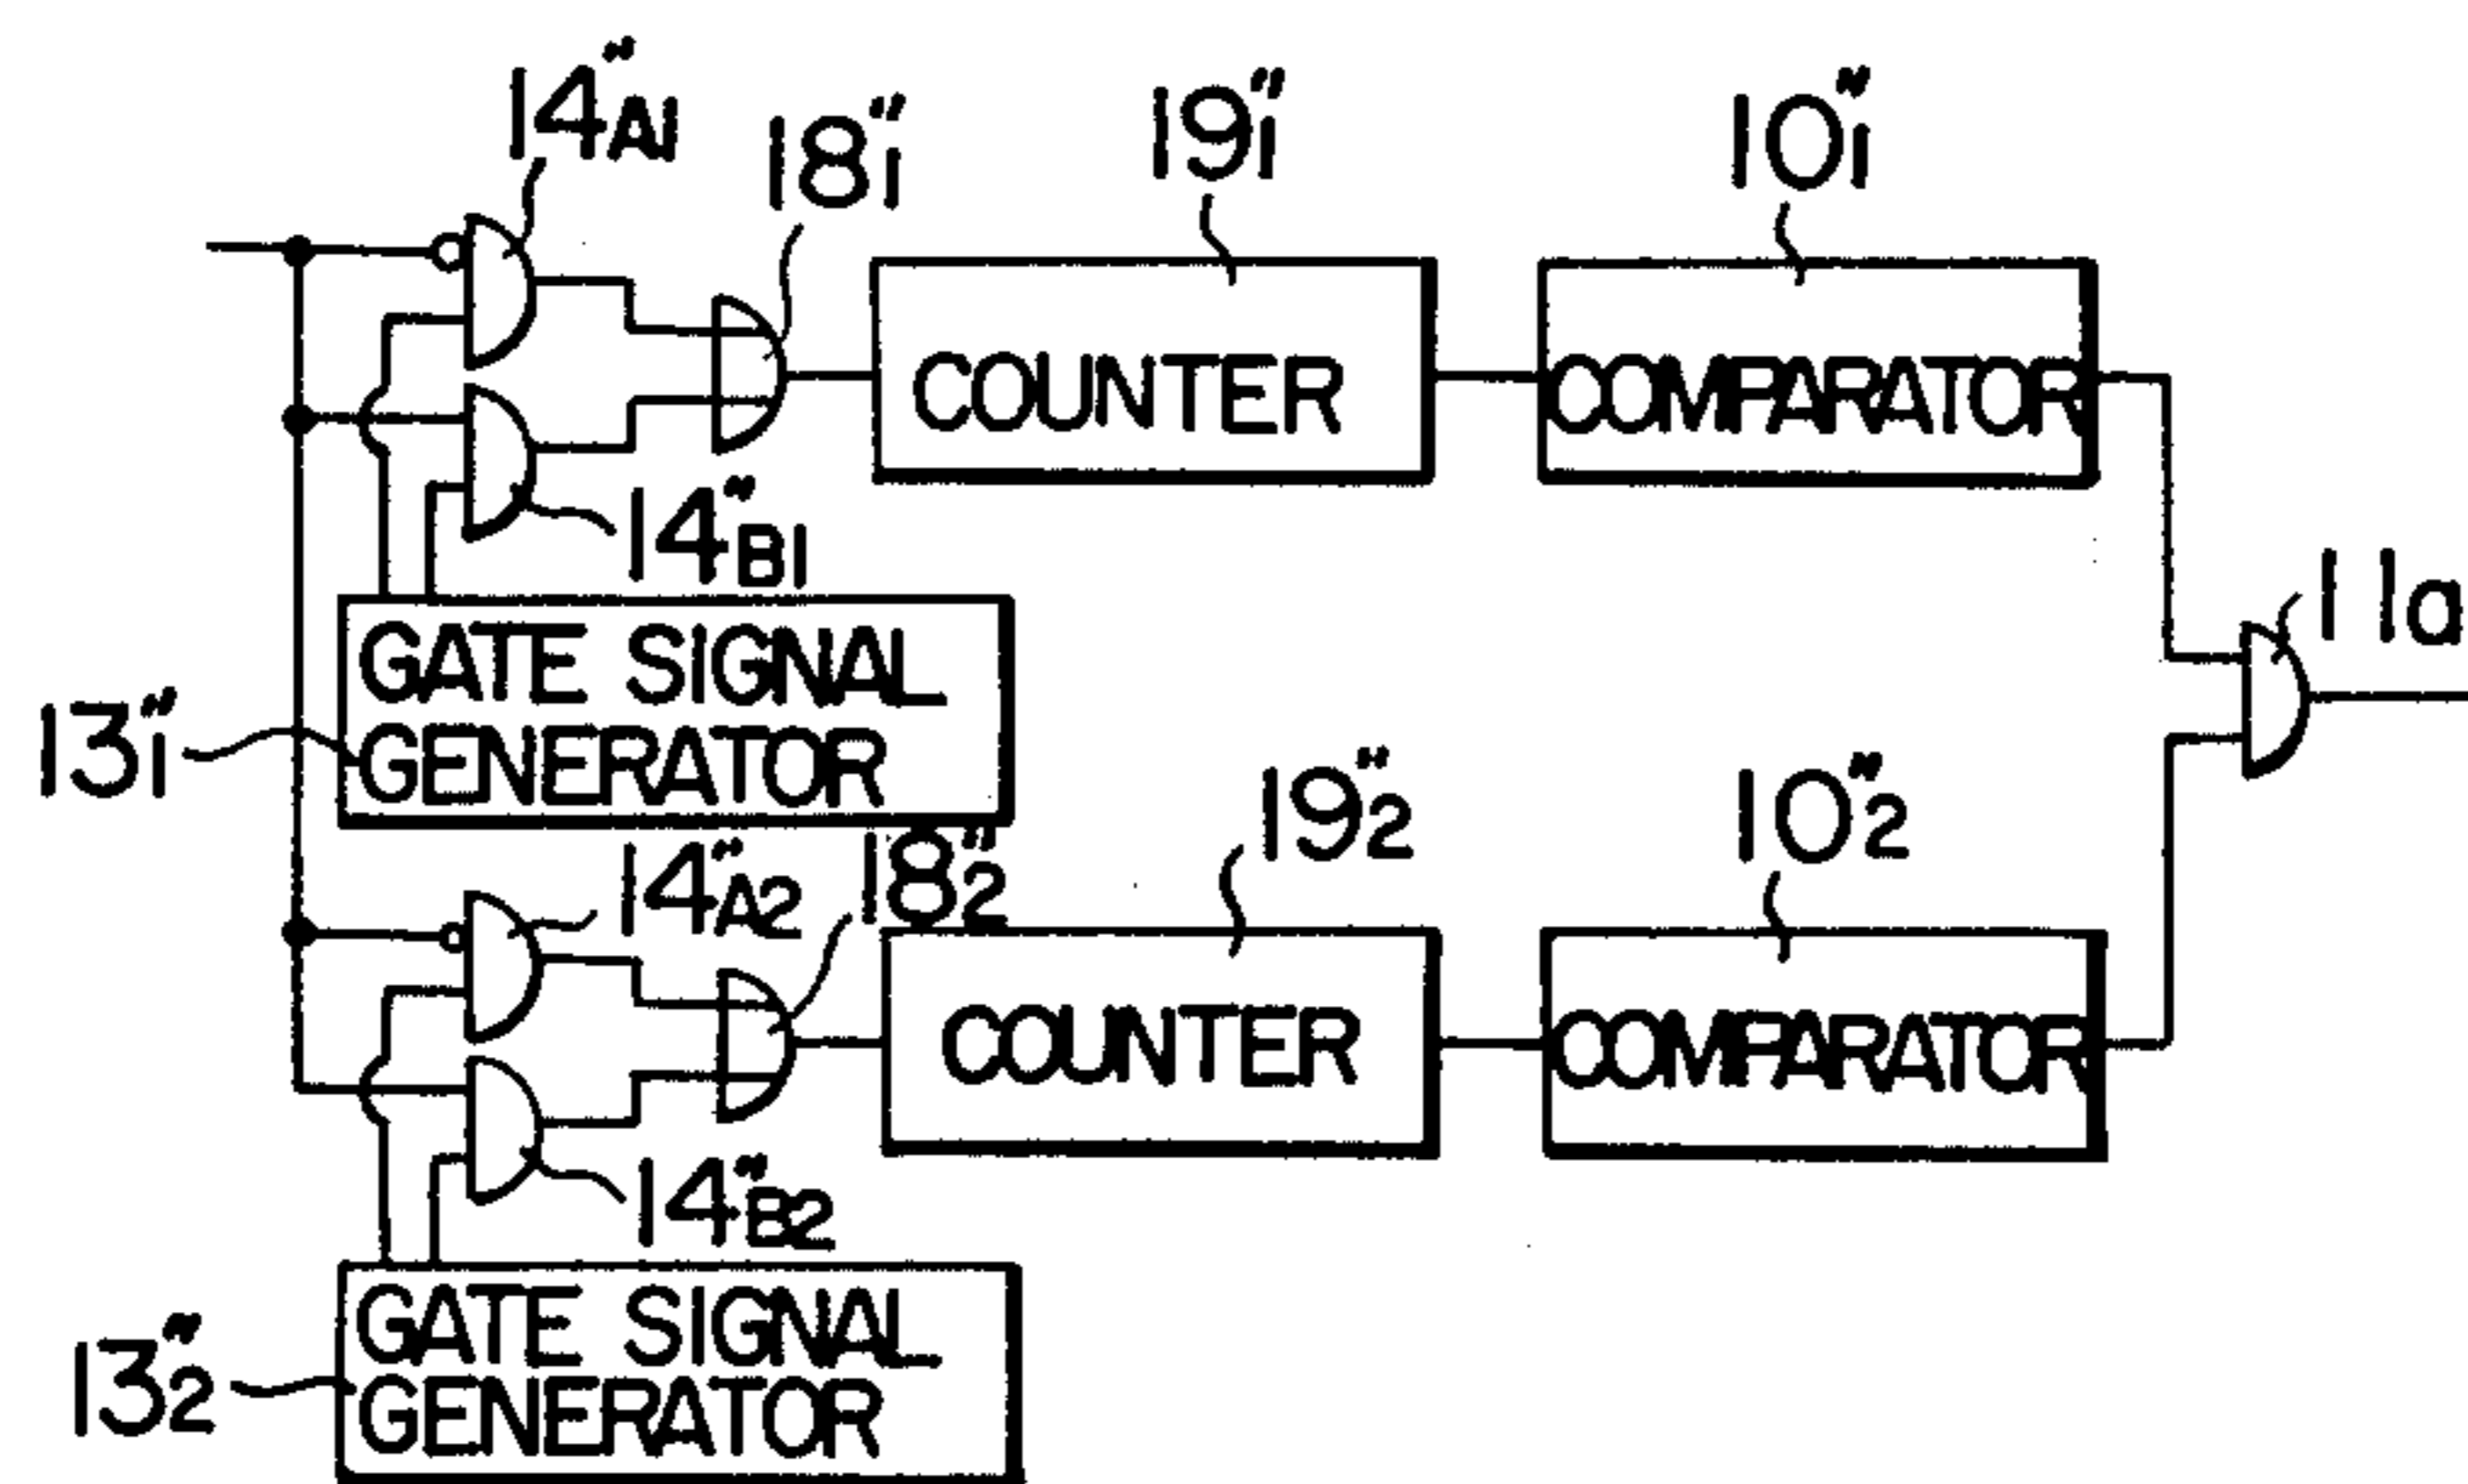 14"A1
18"1
19"1
10"1
COUNTER
COMPARATOR
14"B1
11a
GATE SIGNAL
GENERATOR
13"1
14"A2
18"2
19"2
10"2
COUNTER
COMPARATOR
14"B2
GATE SIGNAL
GENERATOR
13"2